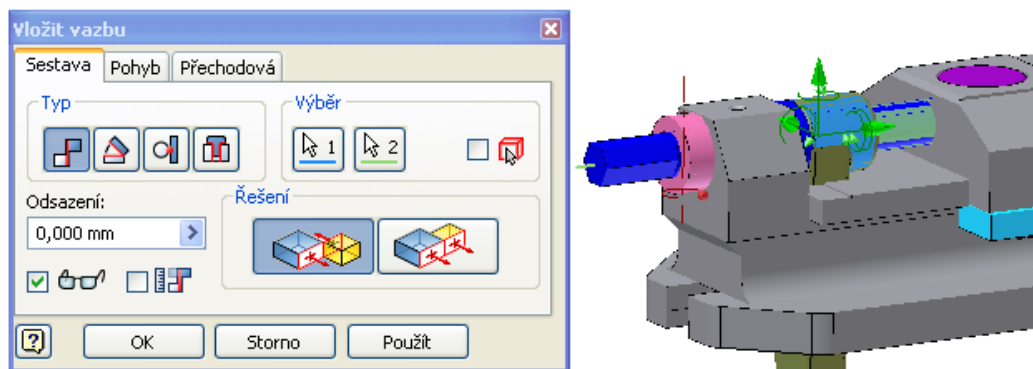 Vložit vazbu
Sestava Pohyb Přechodová
Typ Výběr
1 2
Odsazení: Řešení
0,000 mm
? OK Storno Použít